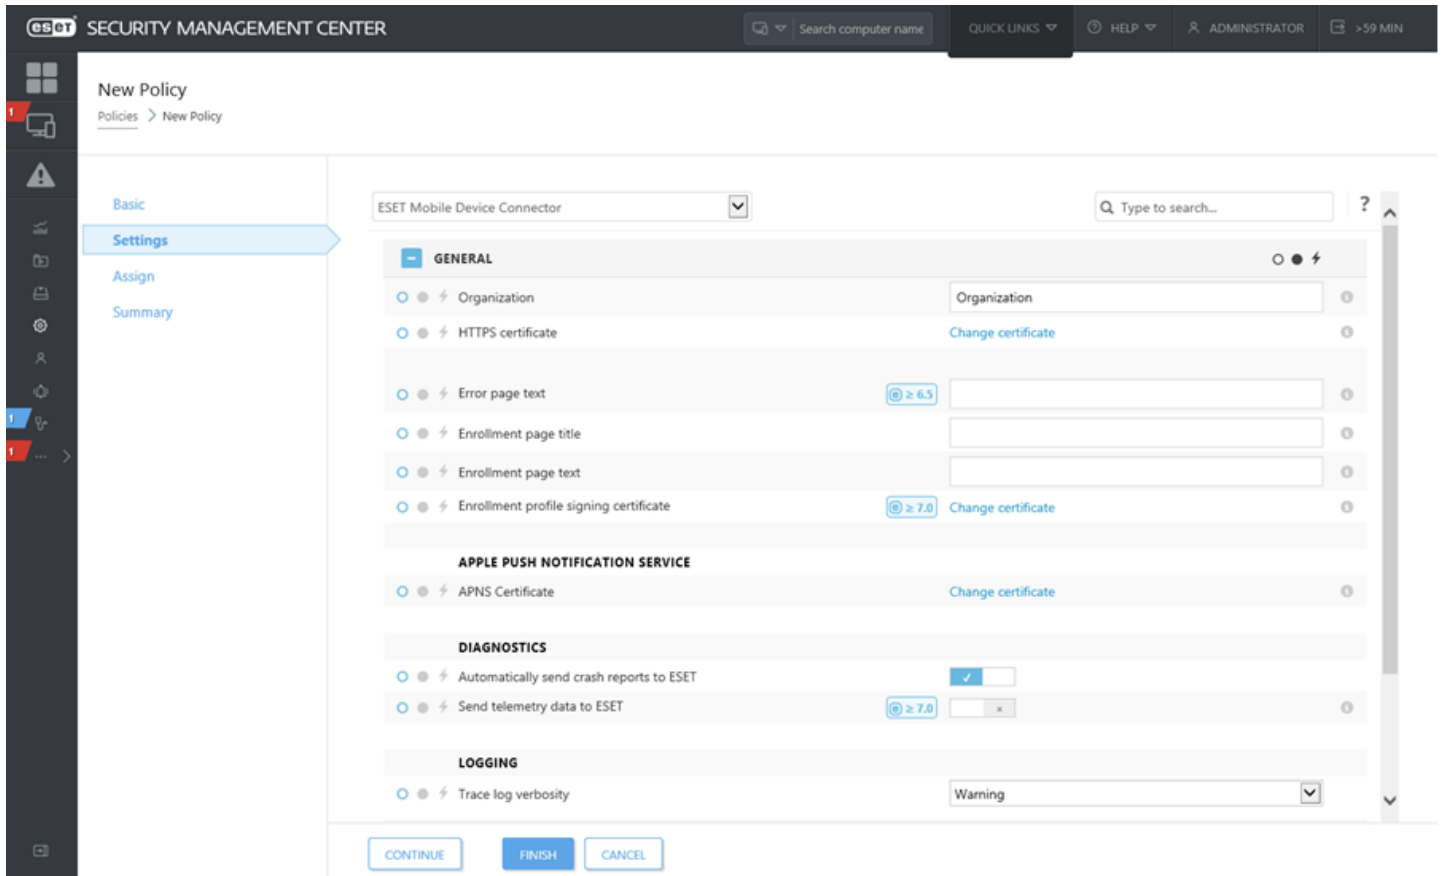 eset SECURITY MANAGEMENT CENTER
Search computer name
QUICK LINKS
HELP
ADMINISTRATOR
>59 MIN
New Policy
Policies > New Policy
1
Basic
Settings
Assign
Summary
1
1
...
ESET Mobile Device Connector
Type to search...
?
GENERAL
Organization Organization
HTTPS certificate Change certificate
Error page text ≥ 6.5
Enrollment page title
Enrollment page text
Enrollment profile signing certificate ≥ 7.0 Change certificate
APPLE PUSH NOTIFICATION SERVICE
APNS Certificate Change certificate
DIAGNOSTICS
Automatically send crash reports to ESET
Send telemetry data to ESET ≥ 7.0
LOGGING
Trace log verbosity Warning
CONTINUE FINISH CANCEL